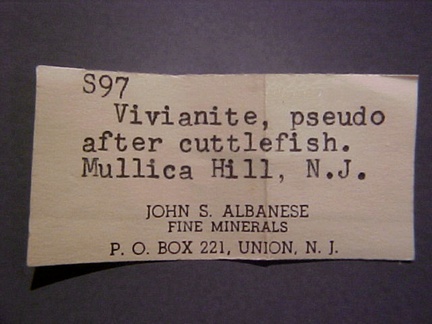 S97
Vivianite, pseudo
after cuttlefish.
Mullica Hill, N.J.
JOHN S. ALBANESE
FINE MINERALS
P. O. BOX 221, UNION, N. J.